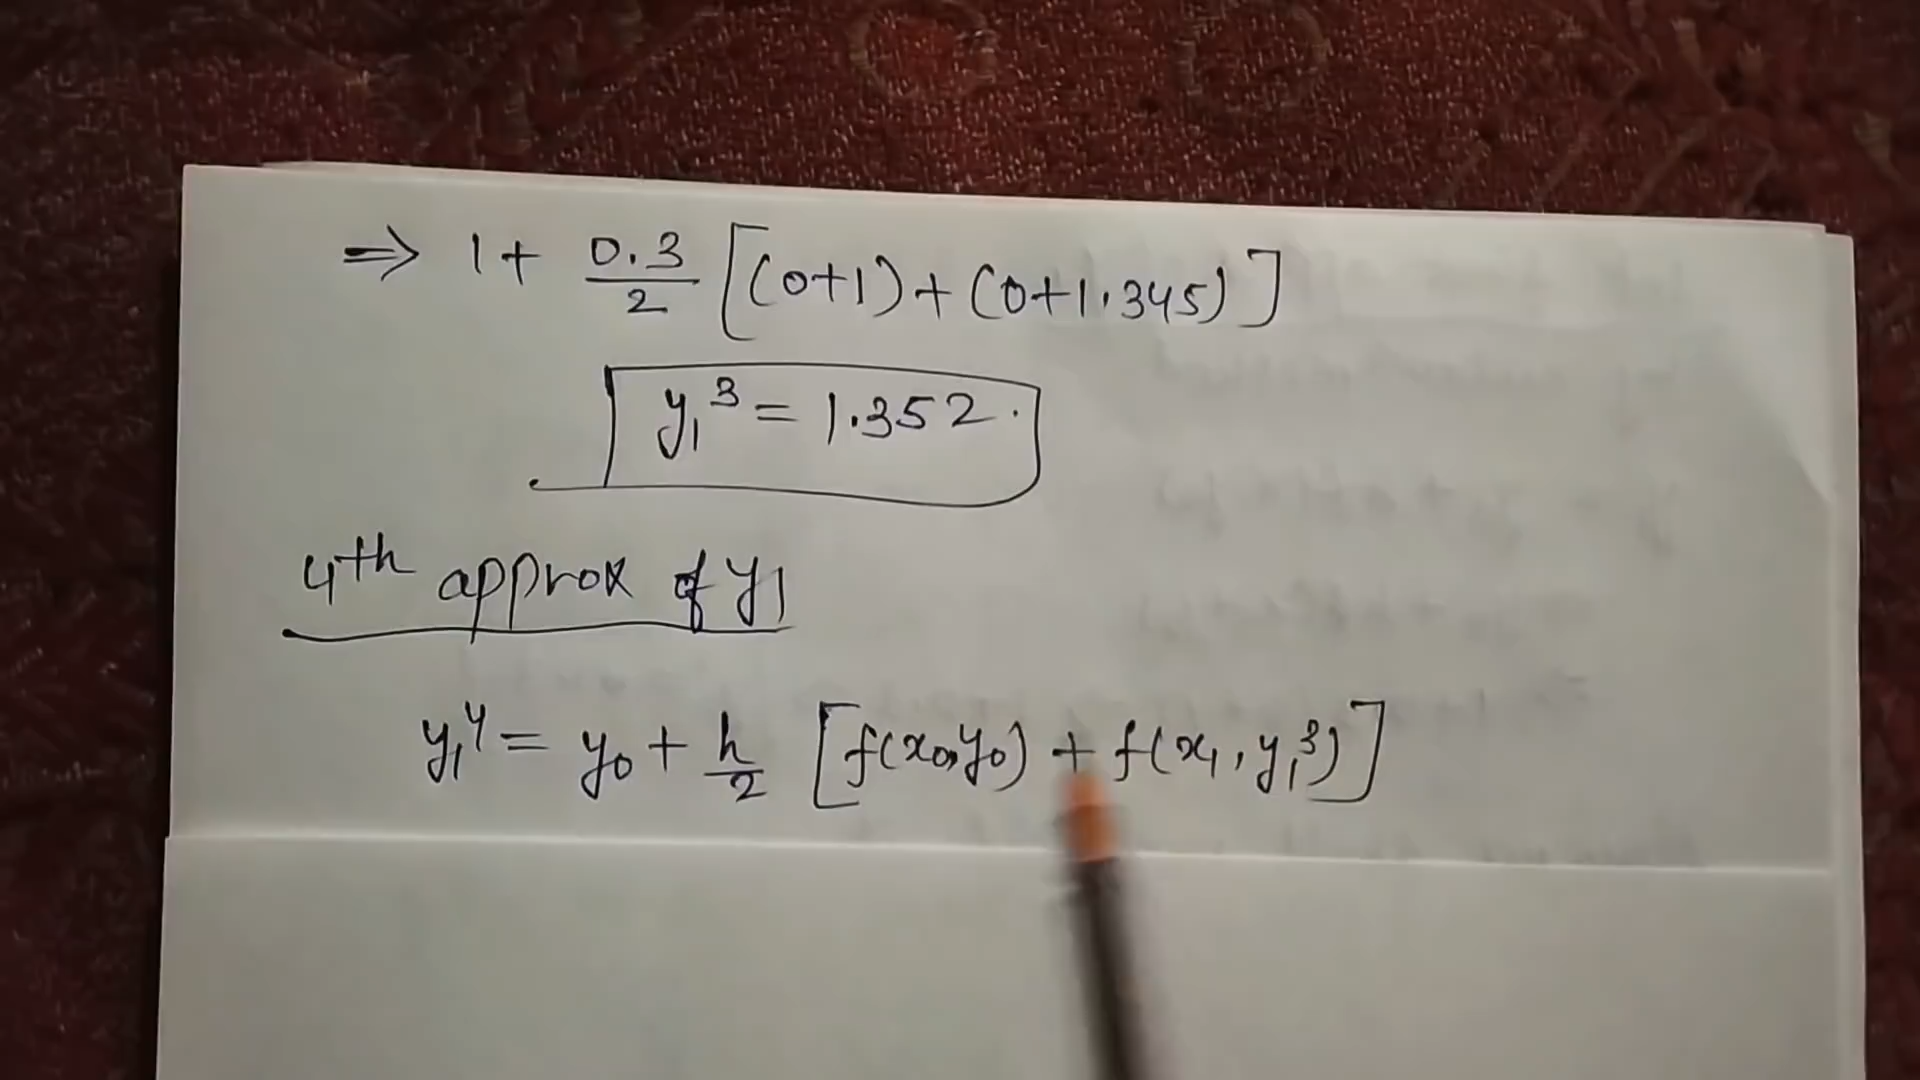 ⇒ 1 + 0.3/2 [(0+1) + (0+1.345)]
y₁³ = 1.352.
4th approx of y₁
y₁⁴ = y₀ + h/2 [f(x₀,y₀) + f(x₁, y₁³)]